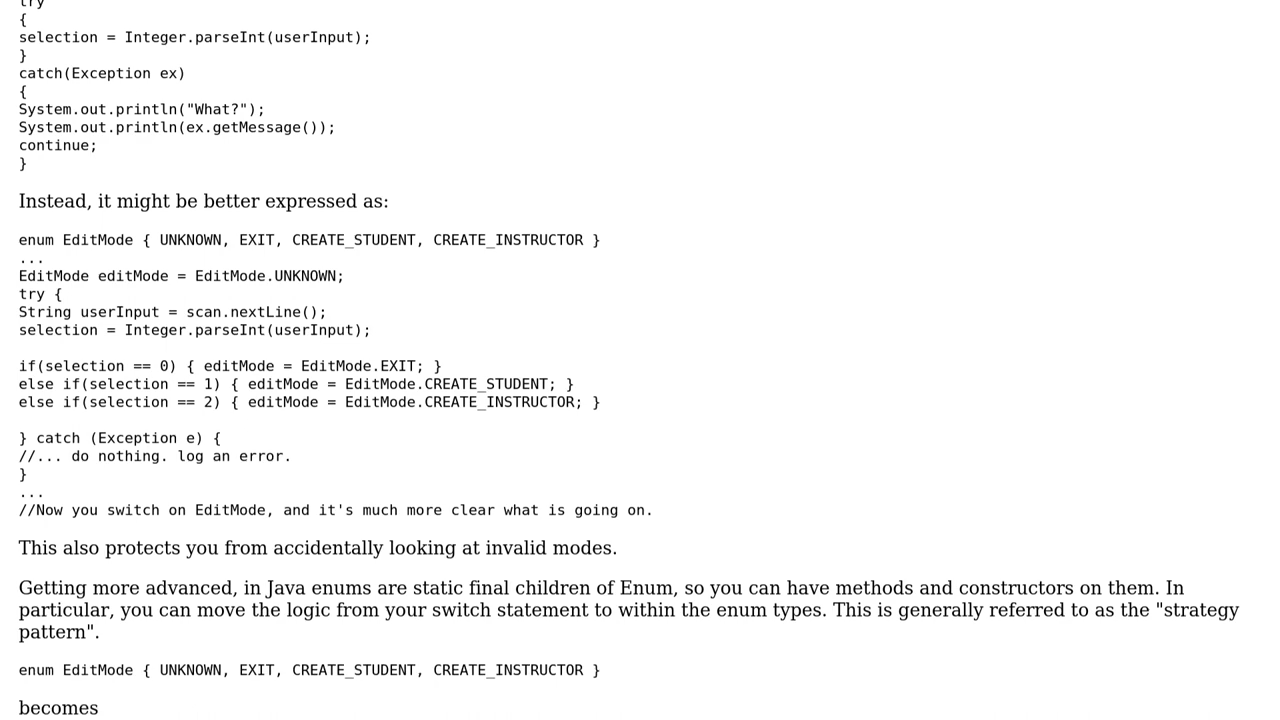 try
{
selection = Integer.parseInt(userInput);
}
catch(Exception ex)
{
System.out.println("What?");
System.out.println(ex.getMessage());
continue;
}
Instead, it might be better expressed as:
enum EditMode { UNKNOWN, EXIT, CREATE_STUDENT, CREATE_INSTRUCTOR }
...
EditMode editMode = EditMode.UNKNOWN;
try {
String userInput = scan.nextLine();
selection = Integer.parseInt(userInput);
if(selection == 0) { editMode = EditMode.EXIT; }
else if(selection == 1) { editMode = EditMode.CREATE_STUDENT; }
else if(selection == 2) { editMode = EditMode.CREATE_INSTRUCTOR; }
} catch (Exception e) {
//... do nothing. log an error.
}
...
//Now you switch on EditMode, and it's much more clear what is going on.
This also protects you from accidentally looking at invalid modes.
Getting more advanced, in Java enums are static final children of Enum, so you can have methods and constructors on them. In
particular, you can move the logic from your switch statement to within the enum types. This is generally referred to as the "strategy
pattern".
enum EditMode { UNKNOWN, EXIT, CREATE_STUDENT, CREATE_INSTRUCTOR }
becomes